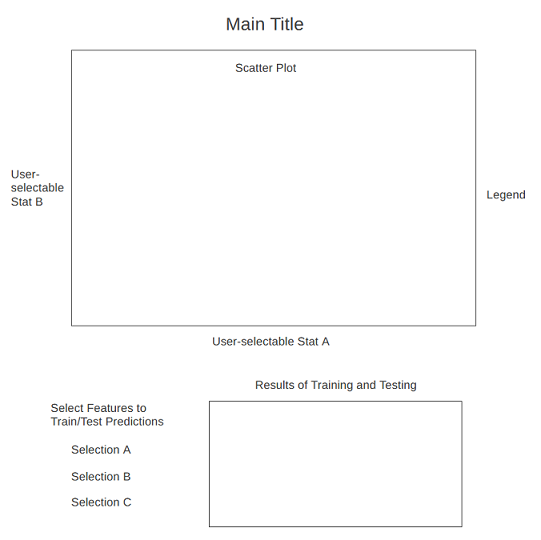 Main Title
Scatter Plot
User-
selectable
Stat B
Legend
User-selectable Stat A
Results of Training and Testing
Select Features to
Train/Test Predictions
Selection A
Selection B
Selection C